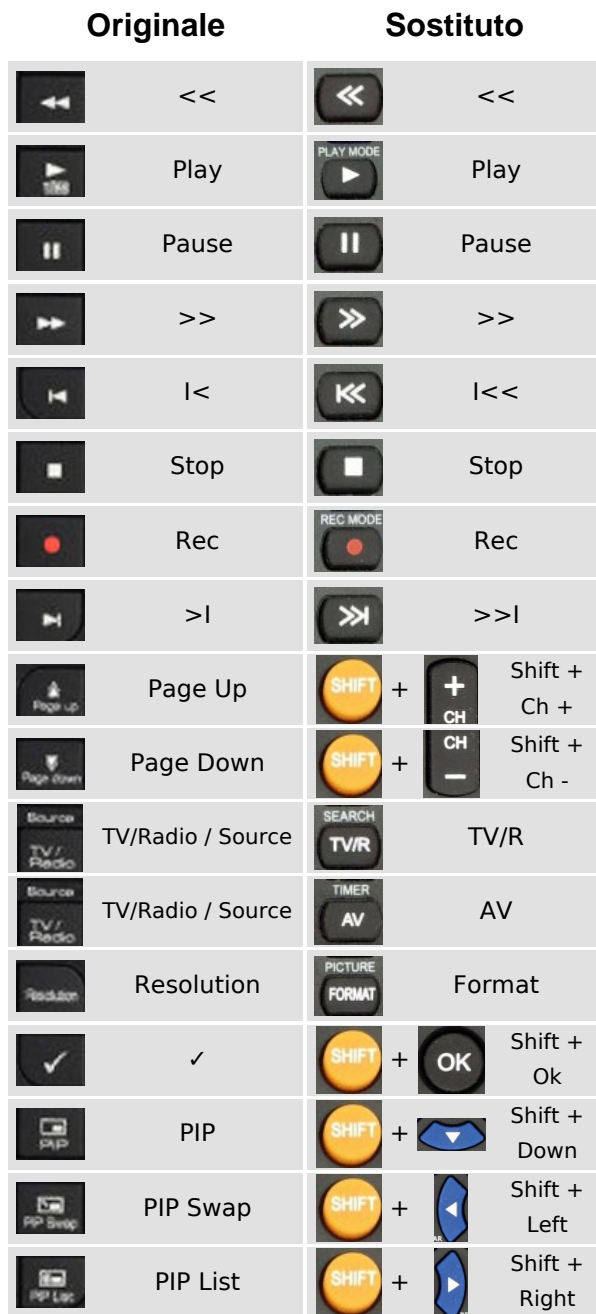 Originale Sostituto
<< <<
PLAY MODE
Play Play
Pause Pause
>> >>
I< I<<
Stop Stop
REC MODE
Rec Rec
>I >>I
Page up Page Up SHIFT + + CH Shift + Ch +
Page down Page Down SHIFT + CH − Shift + Ch -
Source TV/Radio TV/Radio / Source SEARCH TV/R TV/R
Source TV/Radio TV/Radio / Source TIMER AV AV
Resolution Resolution PICTURE FORMAT Format
✓ ✓ SHIFT + OK Shift + Ok
PIP PIP SHIFT + Shift + Down
PIP Swap PIP Swap SHIFT + Shift + Left
PIP List PIP List SHIFT + Shift + Right